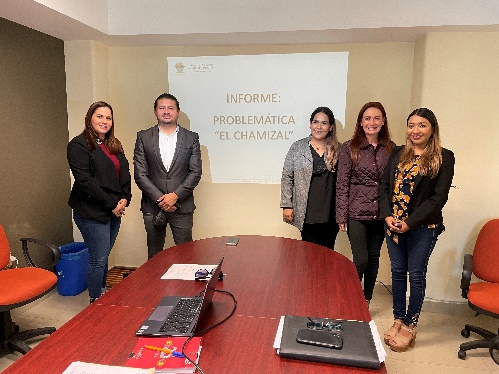 INFORME:
PROBLEMÁTICA
"EL CHAMIZAL"